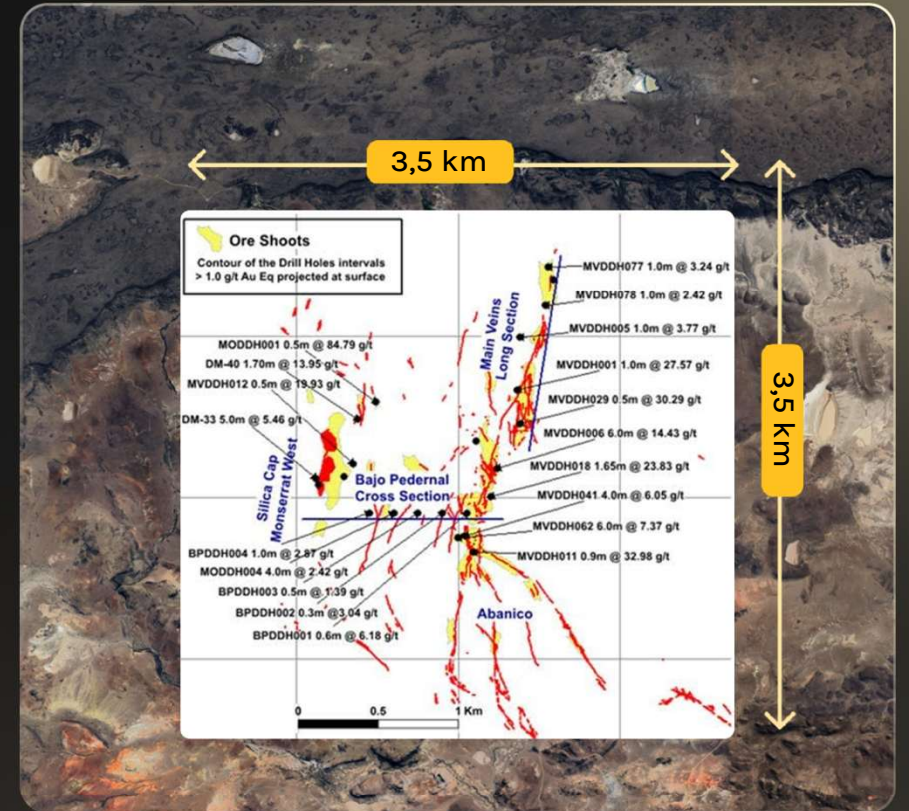 3,5 km
3,5 km
Ore Shoots
Contour of the Drill Holes intervals
> 1.0 g/t Au Eq projected at surface
Main Veins
Long Section
MVDDH077 1.0m @ 3.24 g/t
MVDDH078 1.0m @ 2.42 g/t
MVDDH005 1.0m @ 3.77 g/t
MVDDH001 1.0m @ 27.57 g/t
MVDDH029 0.5m @ 30.29 g/t
MVDDH006 6.0m @ 14.43 g/t
MVDDH018 1.65m @ 23.83 g/t
MVDDH041 4.0m @ 6.05 g/t
MVDDH062 6.0m @ 7.37 g/t
MVDDH011 0.9m @ 32.98 g/t
MODDH001 0.5m @ 84.79 g/t
DM-40 1.70m @ 13.95 g/t
MVDDH012 0.5m @ 19.93 g/t
DM-33 5.0m @ 5.46 g/t
Silica Cap
Monserrat West
Bajo Pedernal
Cross Section
BPDDH004 1.0m @ 2.87 g/t
MODDH004 4.0m @ 2.42 g/t
BPDDH003 0.5m @ 1.39 g/t
BPDDH002 0.3m @3.04 g/t
BPDDH001 0.6m @ 6.18 g/t
Abanico
0 0.5 1 Km